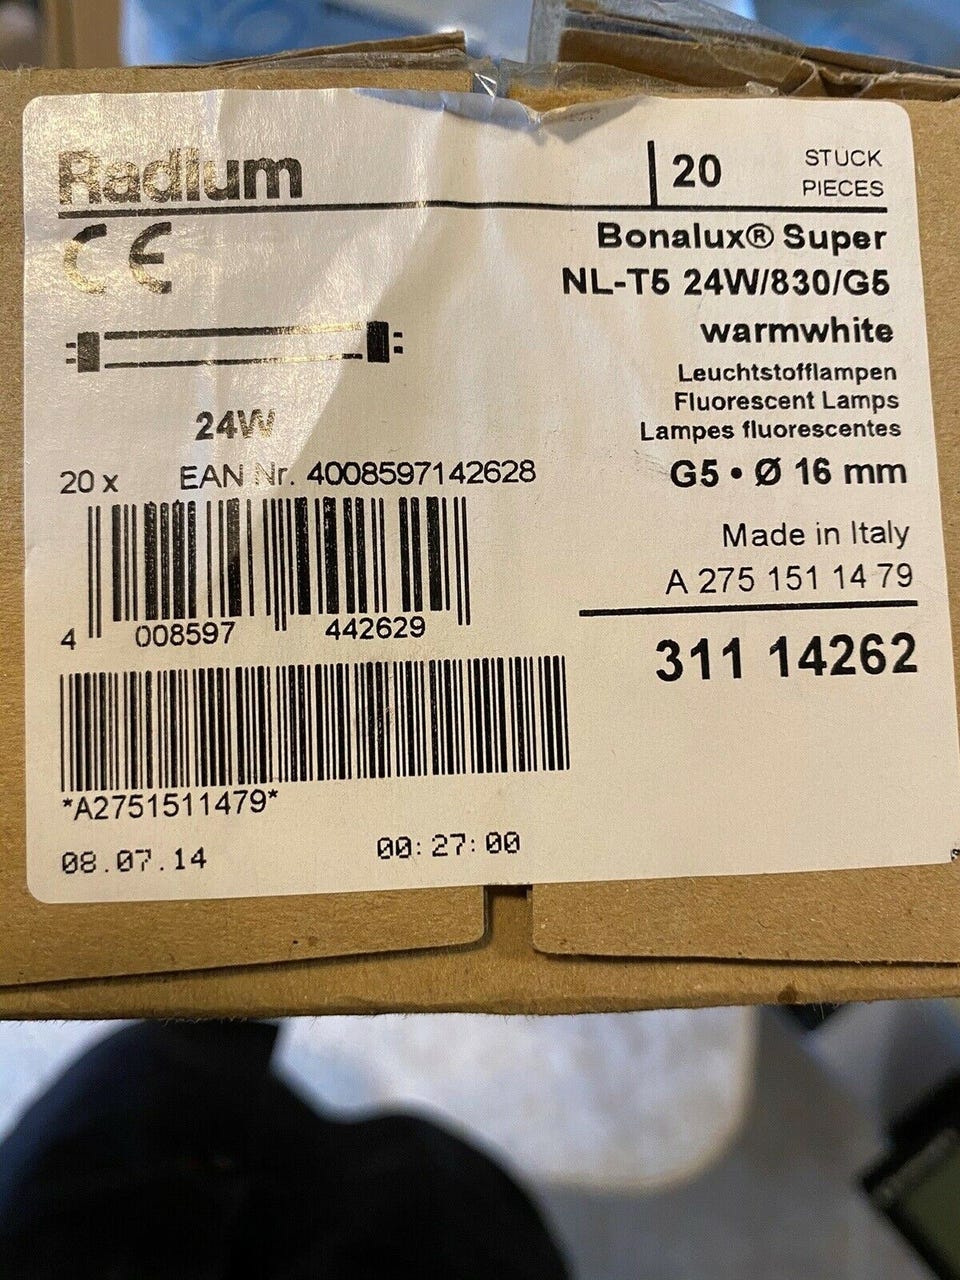 Radium
20 STÜCK
PIECES
CE
Bonalux® Super
NL-T5 24W/830/G5
warmwhite
Leuchtstofflampen
Fluorescent Lamps
Lampes fluorescentes
24W
G5 • Ø 16 mm
20 x EAN Nr. 4008597142628
Made in Italy
A 275 151 14 79
4 008597 442629
311 14262
*A2751511479*
08.07.14 00:27:00